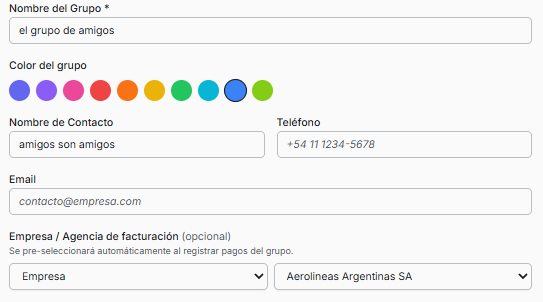 Nombre del Grupo *
el grupo de amigos
Color del grupo
Nombre de Contacto
Teléfono
amigos son amigos
+54 11 1234-5678
Email
contacto@empresa.com
Empresa / Agencia de facturación (opcional)
Se pre-seleccionará automáticamente al registrar pagos del grupo.
Empresa
Aerolineas Argentinas SA